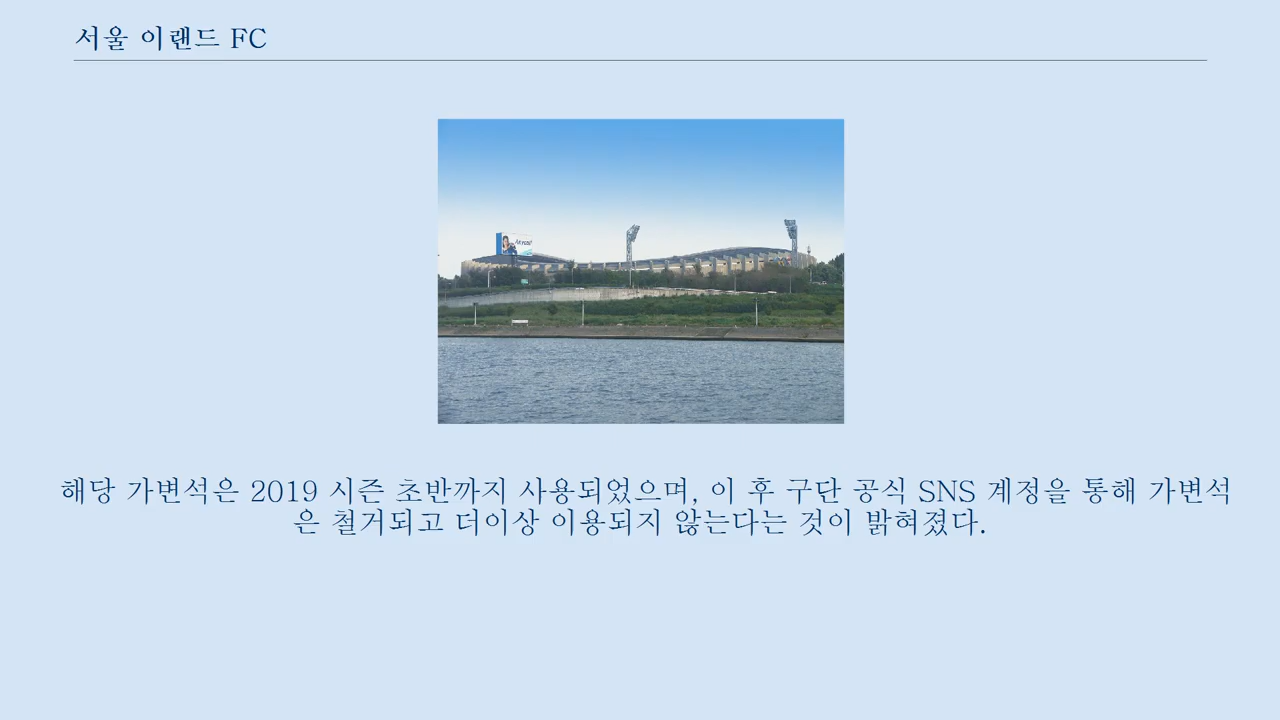 서울 이랜드 FC
해당 가변석은 2019 시즌 초반까지 사용되었으며, 이 후 구단 공식 SNS 계정을 통해 가변석
은 철거되고 더이상 이용되지 않는다는 것이 밝혀졌다.